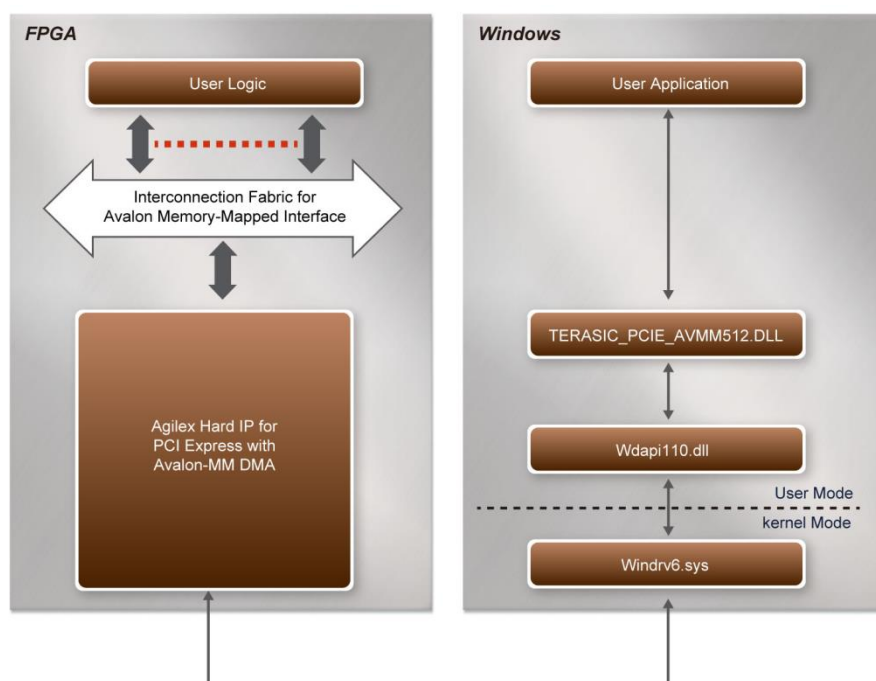 FPGA
User Logic
Interconnection Fabric for
Avalon Memory-Mapped Interface
Agilex Hard IP for
PCI Express with
Avalon-MM DMA
Windows
User Application
TERASIC_PCIE_AVMM512.DLL
Wdapi110.dll
User Mode
kernel Mode
Windrv6.sys